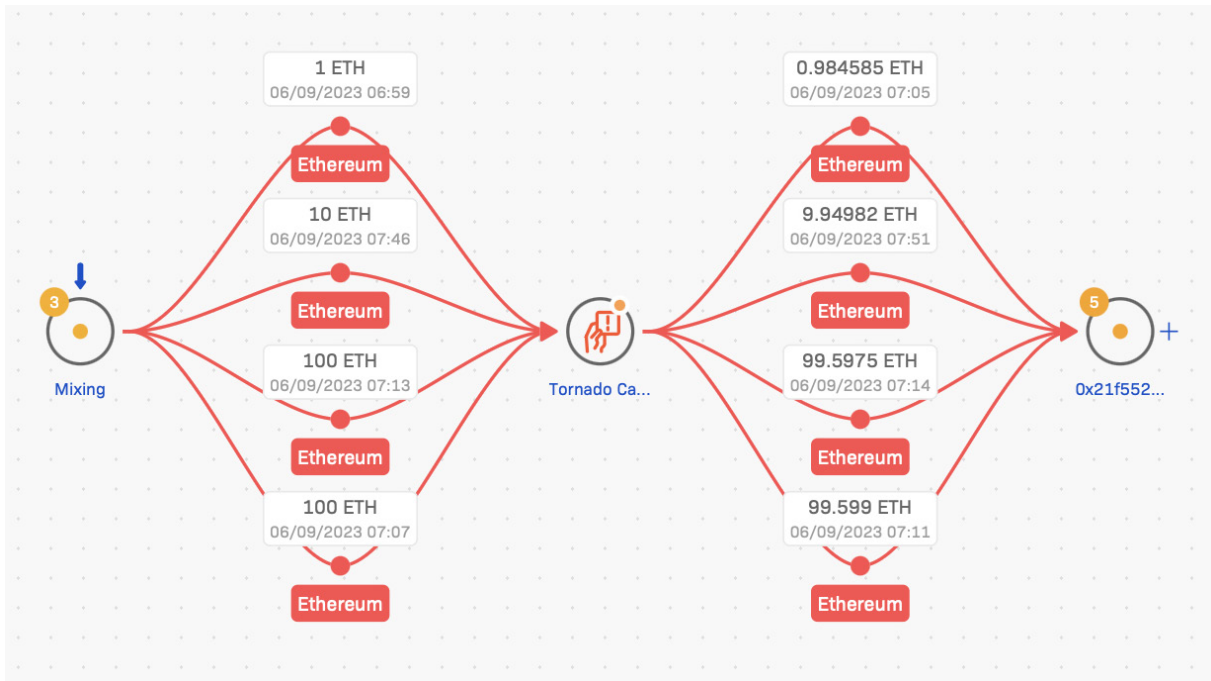 1 ETH
06/09/2023 06:59
Ethereum
10 ETH
06/09/2023 07:46
Ethereum
100 ETH
06/09/2023 07:13
Ethereum
100 ETH
06/09/2023 07:07
Ethereum
3
Mixing
Tornado Ca...
0.984585 ETH
06/09/2023 07:05
Ethereum
9.94982 ETH
06/09/2023 07:51
Ethereum
99.5975 ETH
06/09/2023 07:14
Ethereum
99.599 ETH
06/09/2023 07:11
Ethereum
5
0x21f552...